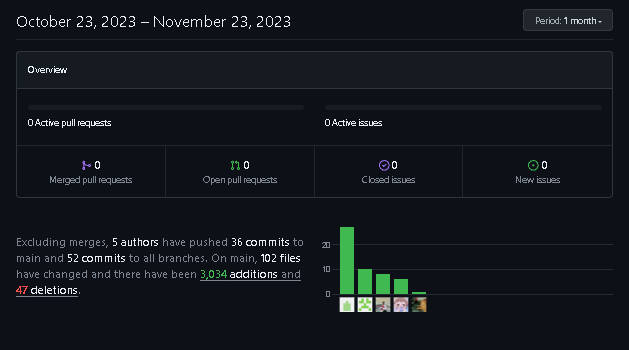 October 23, 2023 – November 23, 2023
Period: 1 month
Overview
0 Active pull requests
0 Active issues
0
Merged pull requests
0
Open pull requests
0
Closed issues
0
New issues
Excluding merges, 5 authors have pushed 36 commits to
main and 52 commits to all branches. On main, 102 files
have changed and there have been 3,034 additions and
47 deletions.
20
10
0